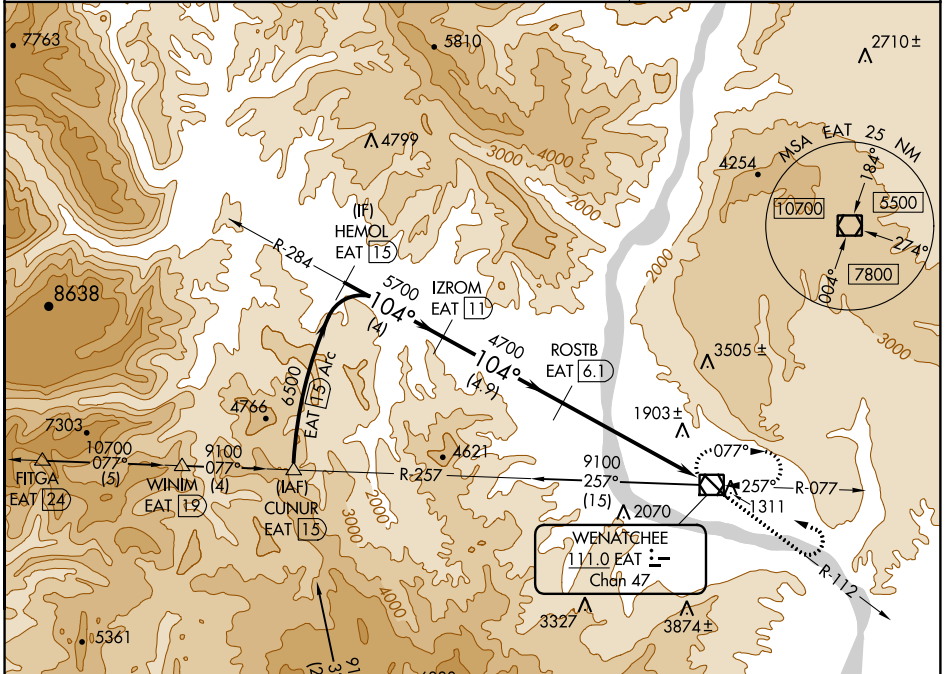 7763
5810
2710±
4799
3000
4000
2000
4254
MSA EAT 25 NM
184°
10700
5500
274°
004°
7800
(IF)
HEMOL
EAT 15
R-284
5700
104°
(4)
IZROM
EAT 11
2000
8638
4700
104°
(4.9)
ROSTB
EAT 6.1
3505 ±
3000
6500
EAT 15 Arc
4766
1903±
7303
10700
077°
(5)
9100
077°
(4)
4621
077°
FITGA
EAT 24
WINIM
EAT 19
(IAF)
CUNUR
EAT 15
R-257
9100
257°
(15)
257°
R-077
1311
2000
3000
2070
WENATCHEE
111.0 EAT
Chan 47
R-112
4000
3327
3874±
5361